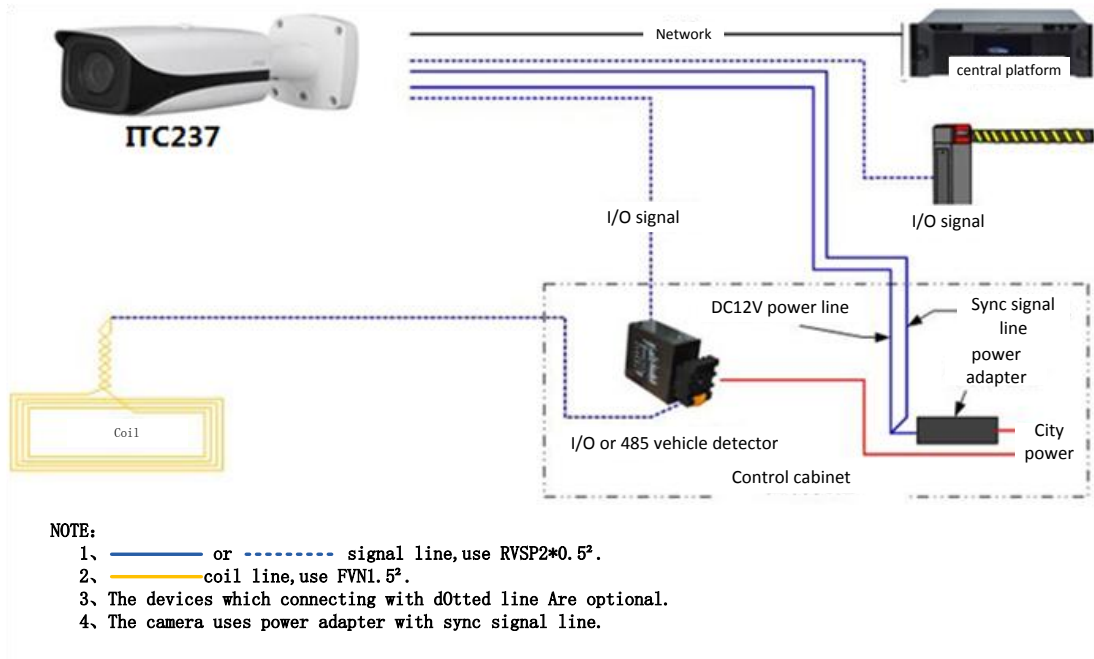 Network
central platform
ITC237
I/O signal
I/O signal
DC12V power line
Sync signal
line
power
adapter
Coil
City
power
I/O or 485 vehicle detector
Control cabinet
NOTE:
1、 or signal line,use RVSP2*0.5².
2、 coil line,use FVN1.5².
3、The devices which connecting with dOtted line Are optional.
4、The camera uses power adapter with sync signal line.